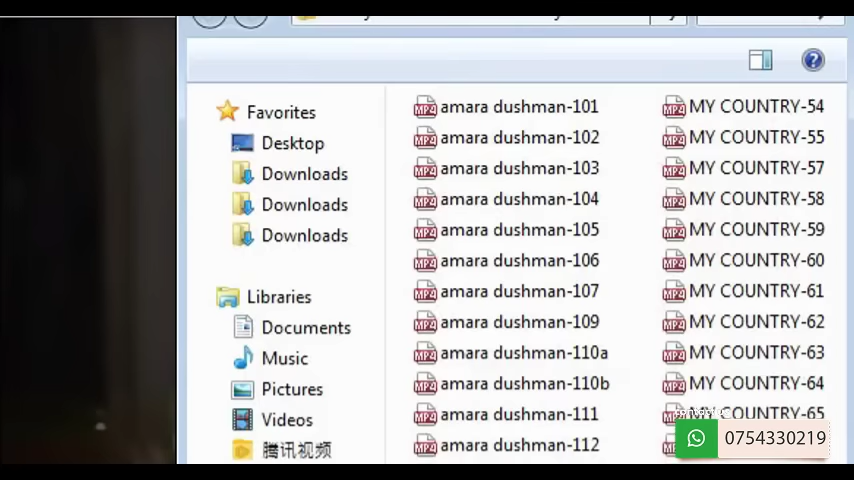 Favorites
Desktop
Downloads
Downloads
Downloads
Libraries
Documents
Music
Pictures
Videos
腾讯视频
amara dushman-101
amara dushman-102
amara dushman-103
amara dushman-104
amara dushman-105
amara dushman-106
amara dushman-107
amara dushman-109
amara dushman-110a
amara dushman-110b
amara dushman-111
amara dushman-112
MY COUNTRY-54
MY COUNTRY-55
MY COUNTRY-57
MY COUNTRY-58
MY COUNTRY-59
MY COUNTRY-60
MY COUNTRY-61
MY COUNTRY-62
MY COUNTRY-63
MY COUNTRY-64
MY COUNTRY-65
0754330219